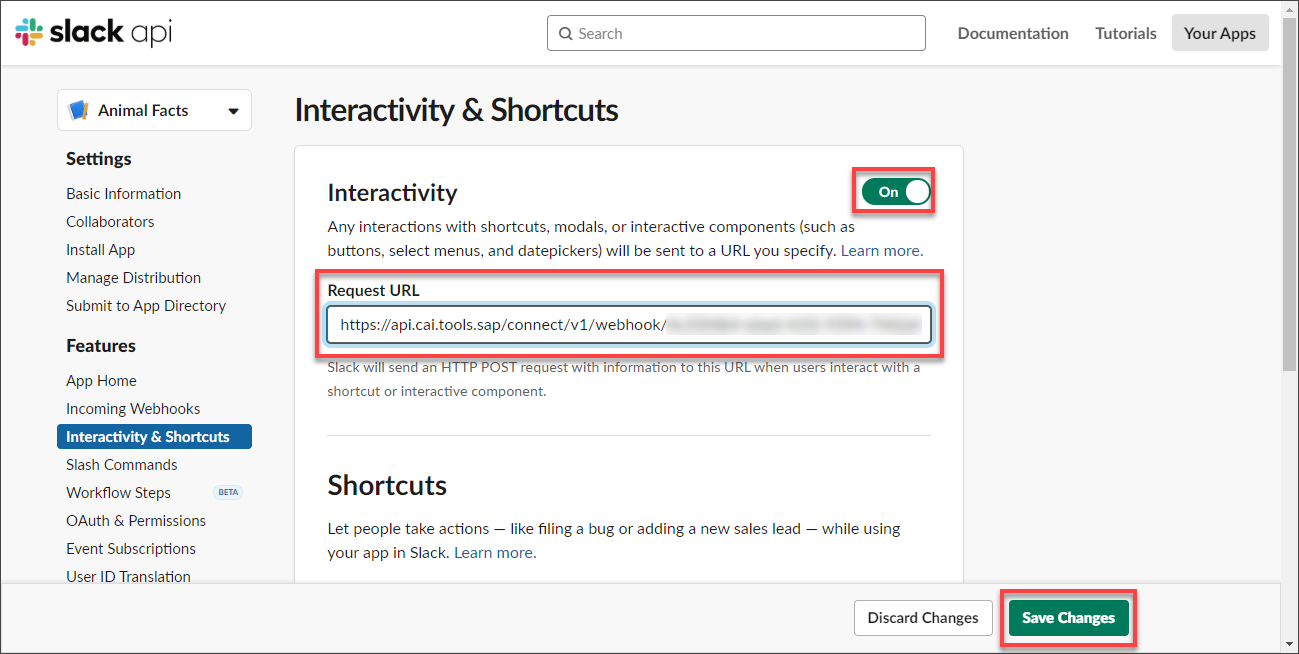 slack api
Search
Documentation
Tutorials
Your Apps
Animal Facts
Settings
Basic Information
Collaborators
Install App
Manage Distribution
Submit to App Directory
Features
App Home
Incoming Webhooks
Interactivity & Shortcuts
Slash Commands
Workflow Steps BETA
OAuth & Permissions
Event Subscriptions
User ID Translation
Interactivity & Shortcuts
Interactivity
On
Any interactions with shortcuts, modals, or interactive components (such as
buttons, select menus, and datepickers) will be sent to a URL you specify. Learn more.
Request URL
https://api.cai.tools.sap/connect/v1/webhook/
Slack will send an HTTP POST request with information to this URL when users interact with a
shortcut or interactive component.
Shortcuts
Let people take actions — like filing a bug or adding a new sales lead — while using
your app in Slack. Learn more.
Discard Changes
Save Changes